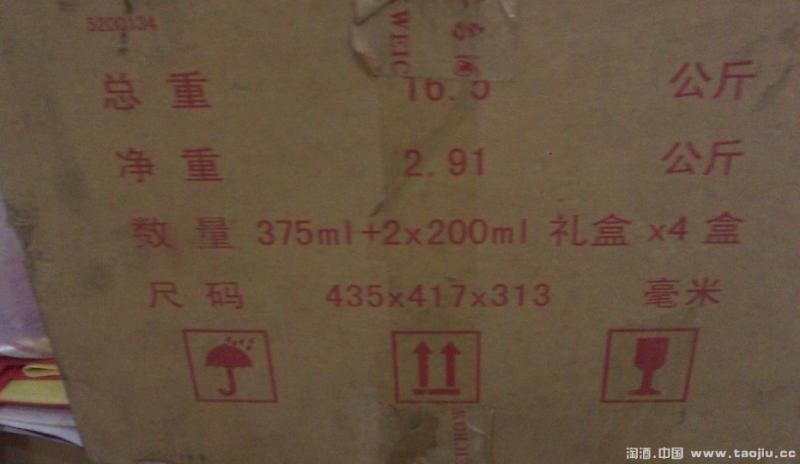 5200134
总重 16.5 公斤
净重 2.91 公斤
数量 375ml+2x200ml 礼盒 x4 盒
尺码 435x417x313 毫米
淘酒.中国 www.taojiu.cc